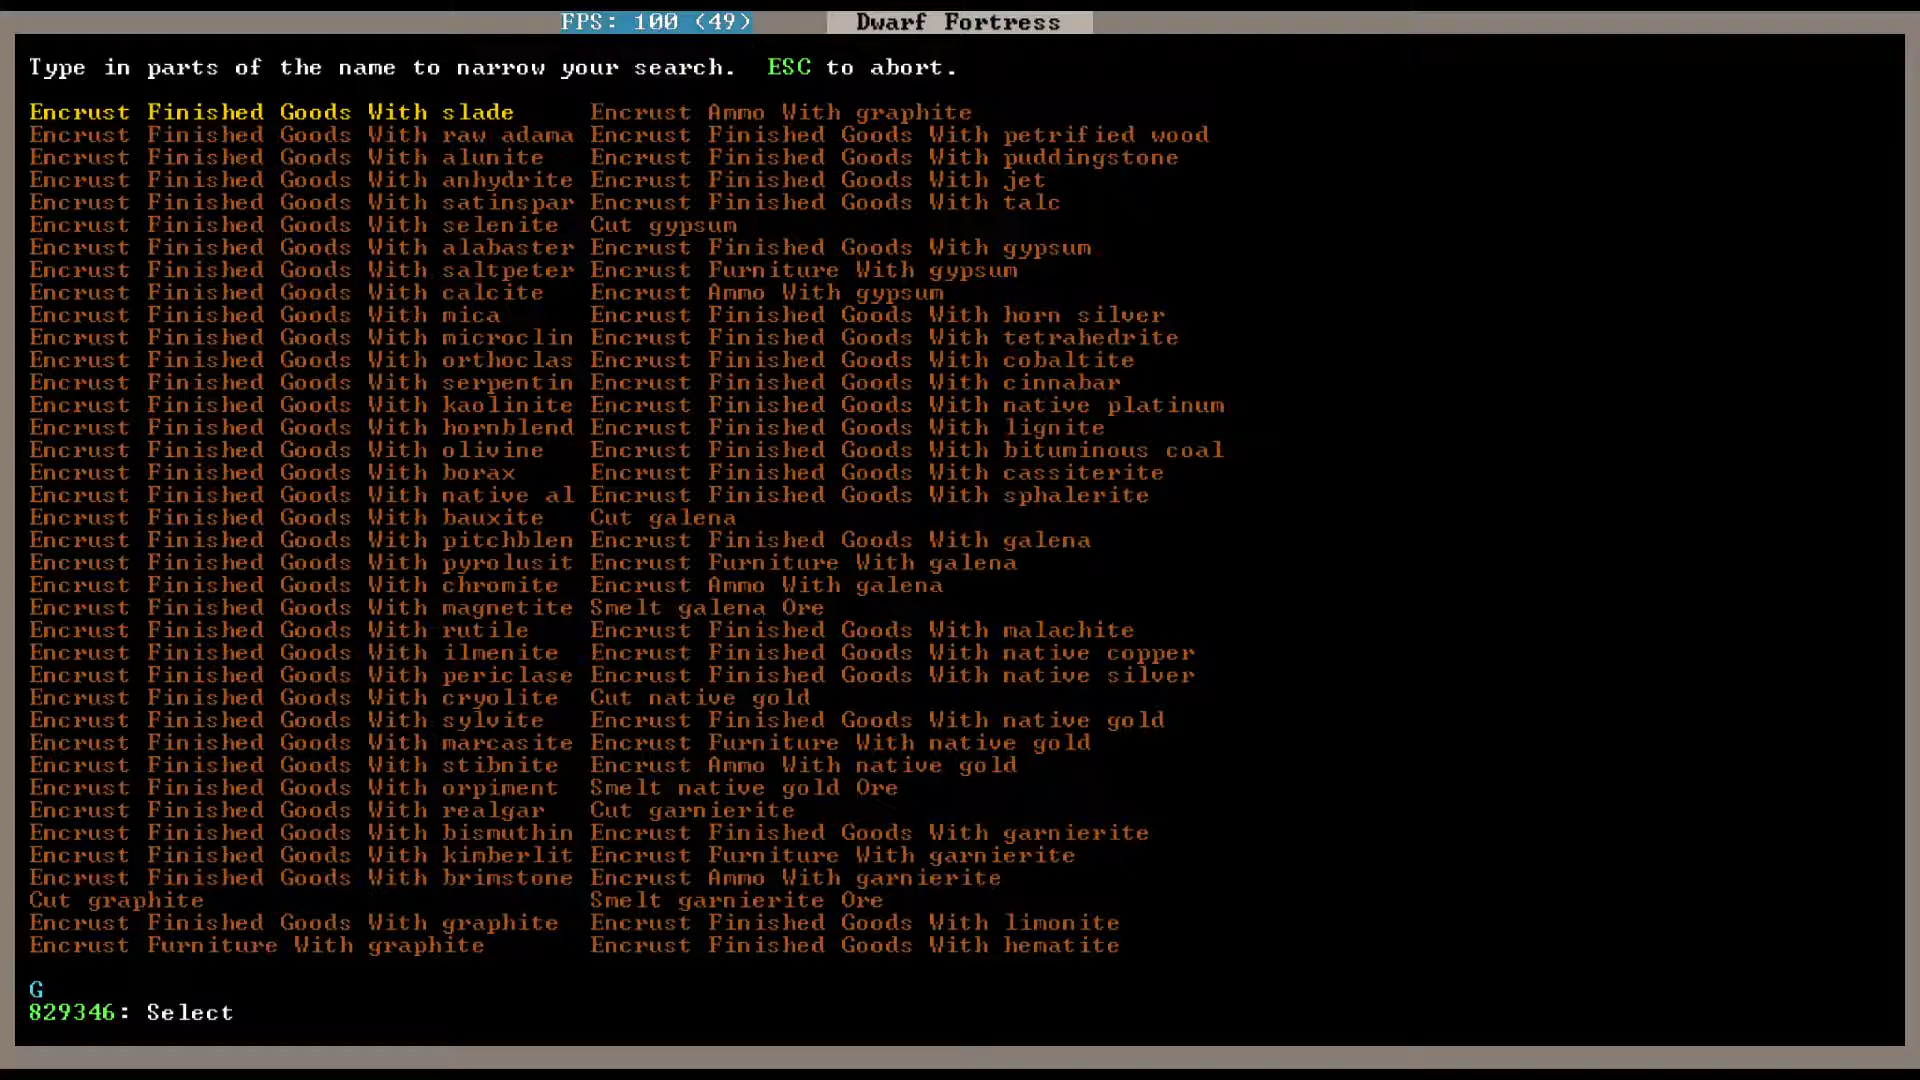 FPS: 100 (49) Dwarf Fortress
Type in parts of the name to narrow your search. ESC to abort.
Encrust Finished Goods With slade
Encrust Finished Goods With raw adama
Encrust Finished Goods With alunite
Encrust Finished Goods With anhydrite
Encrust Finished Goods With satinspar
Encrust Finished Goods With selenite
Encrust Finished Goods With alabaster
Encrust Finished Goods With saltpeter
Encrust Finished Goods With calcite
Encrust Finished Goods With mica
Encrust Finished Goods With microclin
Encrust Finished Goods With orthoclas
Encrust Finished Goods With serpentin
Encrust Finished Goods With kaolinite
Encrust Finished Goods With hornblend
Encrust Finished Goods With olivine
Encrust Finished Goods With borax
Encrust Finished Goods With native al
Encrust Finished Goods With bauxite
Encrust Finished Goods With pitchblen
Encrust Finished Goods With pyrolusit
Encrust Finished Goods With chromite
Encrust Finished Goods With magnetite
Encrust Finished Goods With rutile
Encrust Finished Goods With ilmenite
Encrust Finished Goods With periclase
Encrust Finished Goods With cryolite
Encrust Finished Goods With sylvite
Encrust Finished Goods With marcasite
Encrust Finished Goods With stibnite
Encrust Finished Goods With orpiment
Encrust Finished Goods With realgar
Encrust Finished Goods With bismuthin
Encrust Finished Goods With kimberlit
Encrust Finished Goods With brimstone
Cut graphite
Encrust Finished Goods With graphite
Encrust Furniture With graphite
Encrust Ammo With graphite
Encrust Finished Goods With petrified wood
Encrust Finished Goods With puddingstone
Encrust Finished Goods With jet
Encrust Finished Goods With talc
Cut gypsum
Encrust Finished Goods With gypsum
Encrust Furniture With gypsum
Encrust Ammo With gypsum
Encrust Finished Goods With horn silver
Encrust Finished Goods With tetrahedrite
Encrust Finished Goods With cobaltite
Encrust Finished Goods With cinnabar
Encrust Finished Goods With native platinum
Encrust Finished Goods With lignite
Encrust Finished Goods With bituminous coal
Encrust Finished Goods With cassiterite
Encrust Finished Goods With sphalerite
Cut galena
Encrust Finished Goods With galena
Encrust Furniture With galena
Encrust Ammo With galena
Smelt galena Ore
Encrust Finished Goods With malachite
Encrust Finished Goods With native copper
Encrust Finished Goods With native silver
Cut native gold
Encrust Finished Goods With native gold
Encrust Furniture With native gold
Encrust Ammo With native gold
Smelt native gold Ore
Cut garnierite
Encrust Finished Goods With garnierite
Encrust Furniture With garnierite
Encrust Ammo With garnierite
Smelt garnierite Ore
Encrust Finished Goods With limonite
Encrust Finished Goods With hematite
G
829346: Select